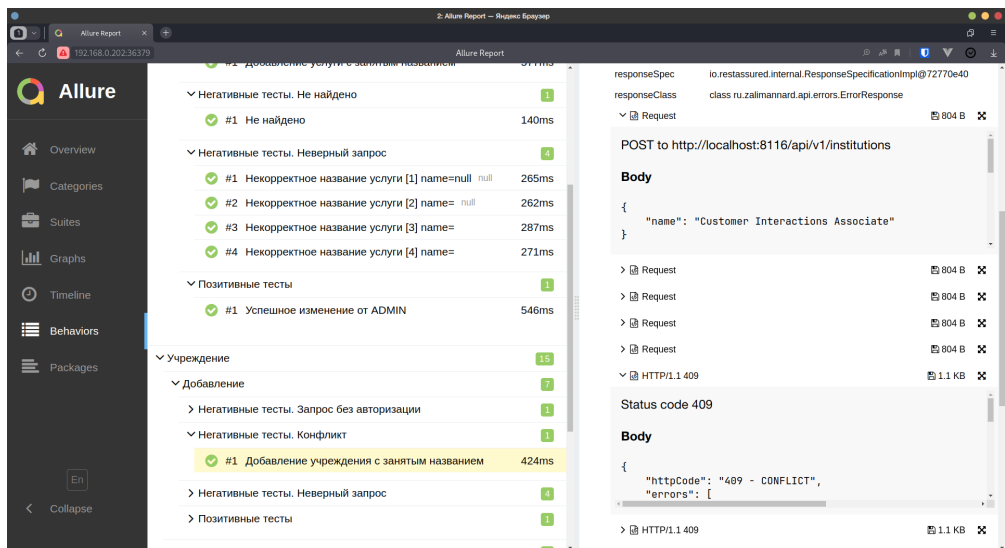 2: Allure Report — Яндекс Браузер
1
Allure Report
192.168.0.202:36379
Allure Report
Allure
Overview
Categories
Suites
Graphs
Timeline
Behaviors
Packages
En
Collapse
#1 Добавление услуги с занятым названием 577ms
Негативные тесты. Не найдено 1
#1 Не найдено 140ms
Негативные тесты. Неверный запрос 4
#1 Некорректное название услуги [1] name=null null 265ms
#2 Некорректное название услуги [2] name= null 262ms
#3 Некорректное название услуги [3] name= 287ms
#4 Некорректное название услуги [4] name= 271ms
Позитивные тесты 1
#1 Успешное изменение от ADMIN 546ms
Учреждение 15
Добавление 7
Негативные тесты. Запрос без авторизации 1
Негативные тесты. Конфликт 1
#1 Добавление учреждения с занятым названием 424ms
Негативные тесты. Неверный запрос 4
Позитивные тесты 1
responseSpec io.restassured.internal.ResponseSpecificationImpl@72770e40
responseClass class ru.zalimannard.api.errors.ErrorResponse
Request 804 B
POST to http://localhost:8116/api/v1/institutions
Body
{
"name": "Customer Interactions Associate"
}
Request 804 B
Request 804 B
Request 804 B
Request 804 B
HTTP/1.1 409 1.1 KB
Status code 409
Body
{
"httpCode": "409 - CONFLICT",
"errors": [
HTTP/1.1 409 1.1 KB